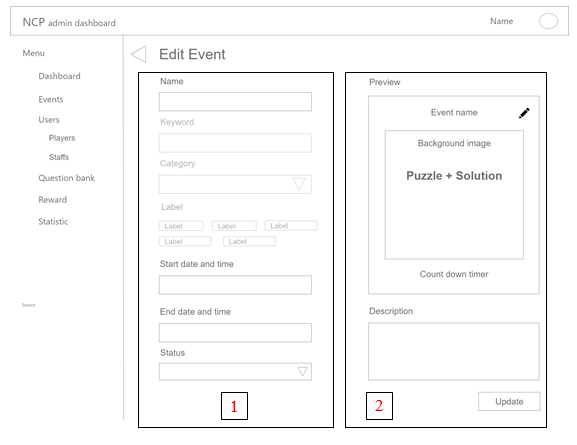 NCP admin dashboard
Name
Menu
Dashboard
Events
Users
Players
Staffs
Question bank
Reward
Statistic
Source
Edit Event
Name
Keyword
Category
Label
Label Label Label
Label Label
Start date and time
End date and time
Status
1
Preview
Event name
Background image
Puzzle + Solution
Count down timer
Description
2
Update